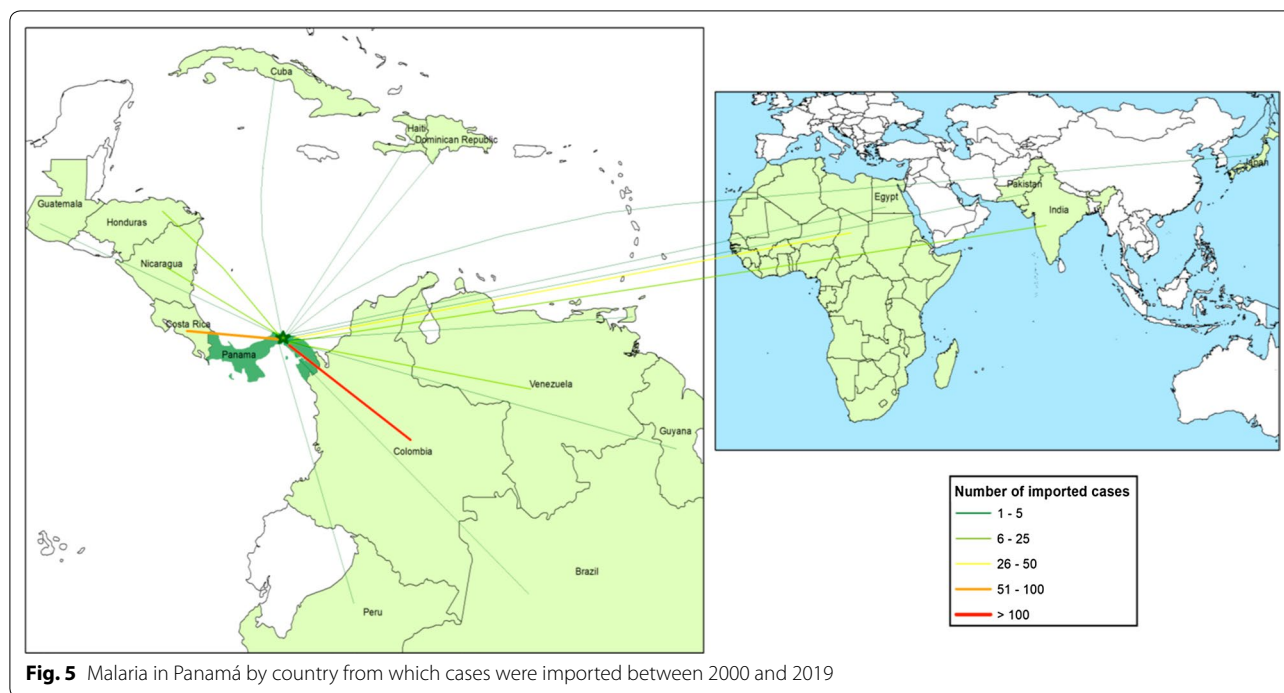 Cuba
Haiti
Dominican Republic
Guatemala
Honduras
Nicaragua
Costa Rica
Panama
Venezuela
Guyana
Colombia
Brazil
Peru
Egypt
Pakistan
India
Japan
Number of imported cases
1 - 5
6 - 25
26 - 50
51 - 100
> 100
Fig. 5 Malaria in Panamá by country from which cases were imported between 2000 and 2019